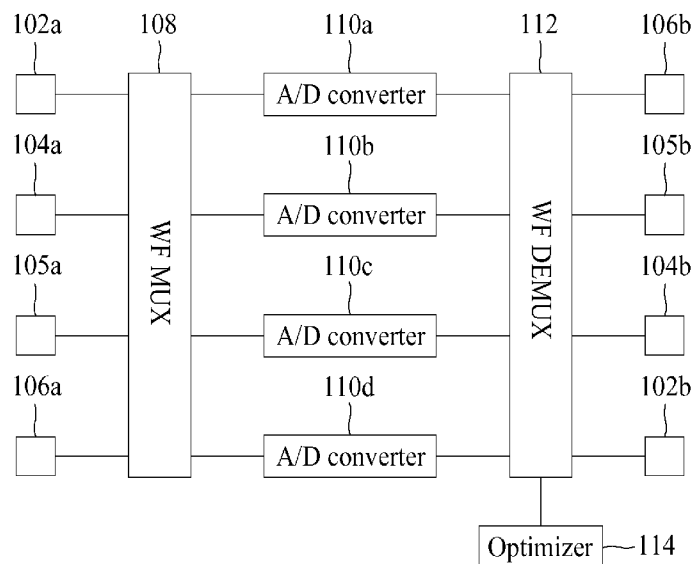 102a
108
110a
112
106b
A/D converter
104a
110b
105b
A/D converter
WF MUX
WF DEMUX
105a
110c
104b
A/D converter
106a
110d
102b
A/D converter
Optimizer
114